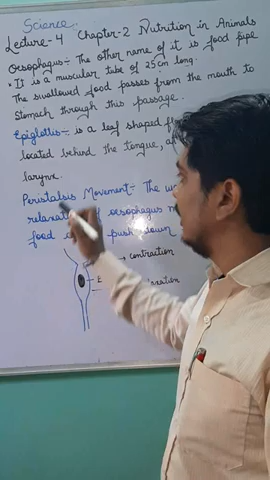 Science
Lecture-4 Chapter-2 Nutrition in Animals
Oesophagus:- The other name of it is food pipe
* It is a muscular tube of 25cm long.
The swallowed food passes from the mouth to
Stomach through this passage.
Epiglottis:- is a leaf shaped
located behind the tongue,
larynx.
Peristalsis Movement:- The
oesophagus
food push down
→ contraction